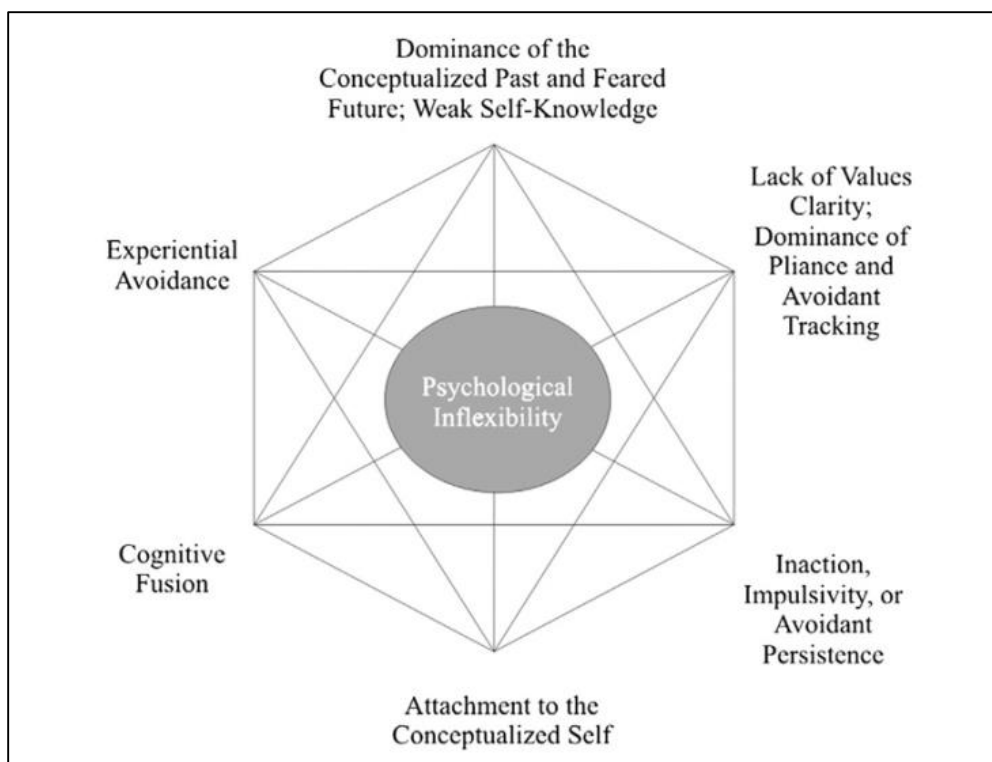 Dominance of the
Conceptualized Past and Feared
Future; Weak Self-Knowledge
Lack of Values
Clarity;
Dominance of
Pliance and
Avoidant
Tracking
Experiential
Avoidance
Psychological
Inflexibility
Cognitive
Fusion
Inaction,
Impulsivity, or
Avoidant
Persistence
Attachment to the
Conceptualized Self